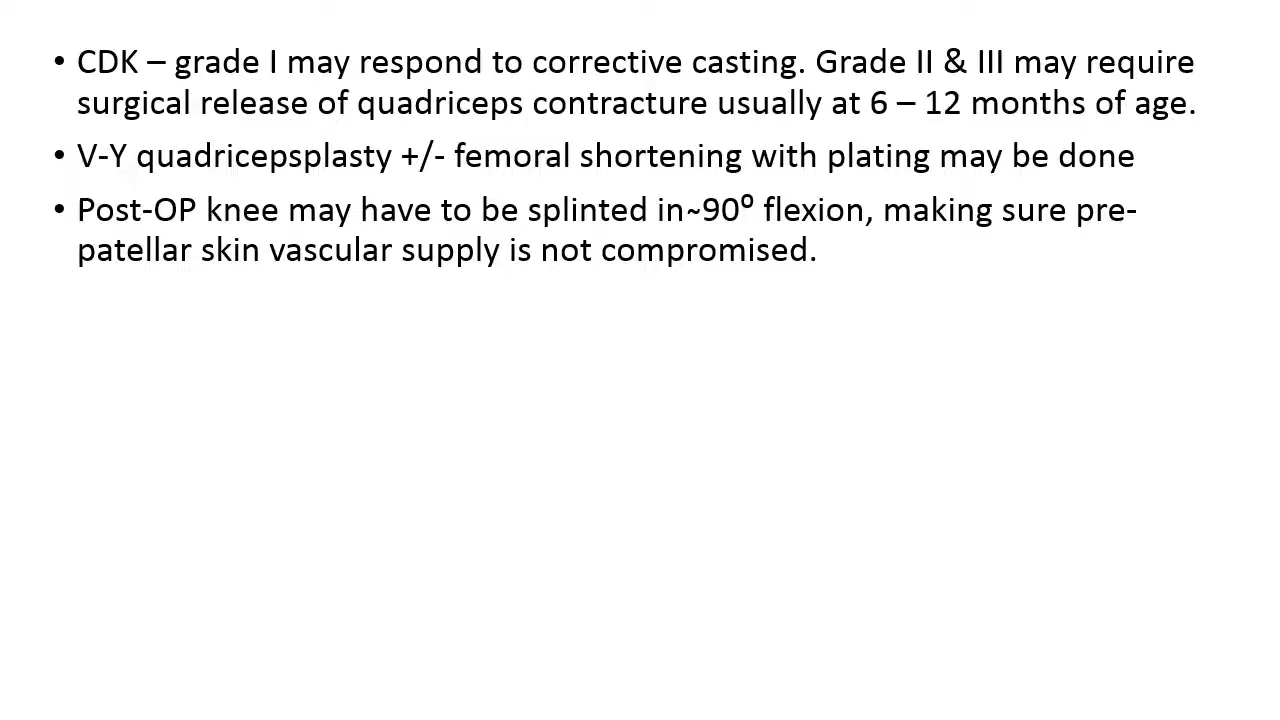 • CDK – grade I may respond to corrective casting. Grade II & III may require
surgical release of quadriceps contracture usually at 6 – 12 months of age.
• V-Y quadricepsplasty +/- femoral shortening with plating may be done
• Post-OP knee may have to be splinted in~90⁰ flexion, making sure pre-
patellar skin vascular supply is not compromised.